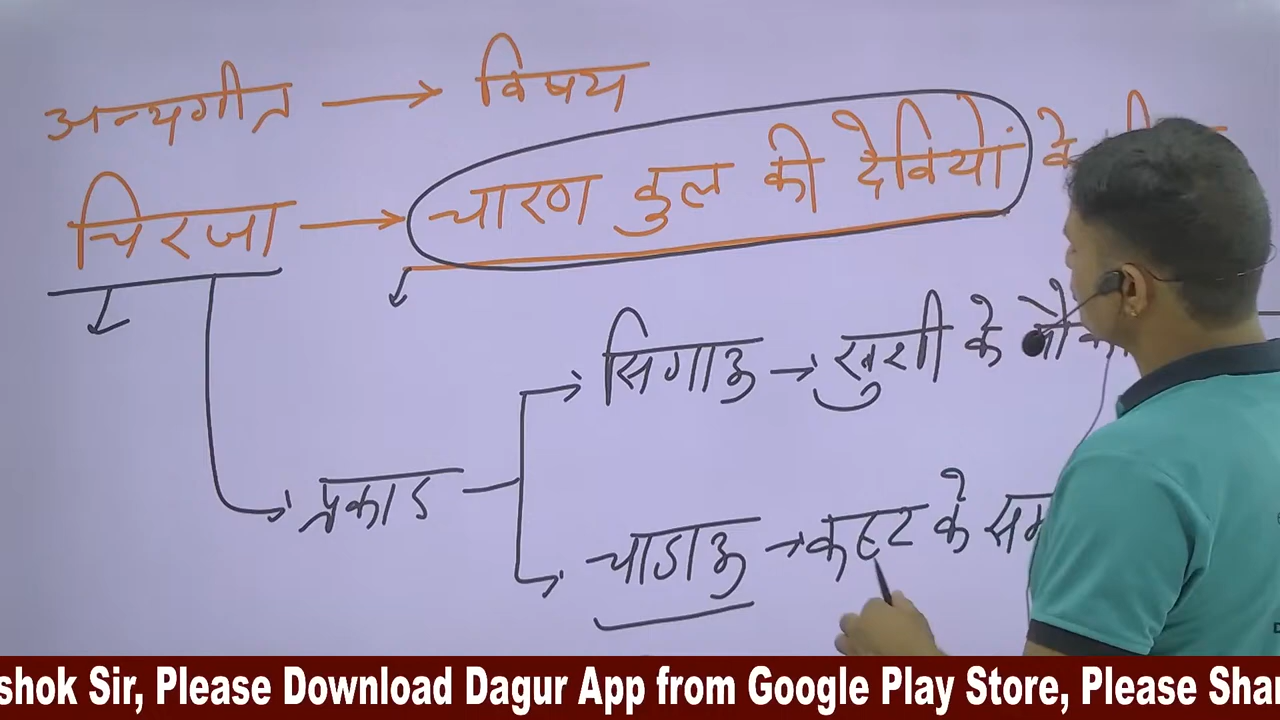 अन्यगीत → विषय
चिरजा → चारण कुल की देवियों के
सिगाऊ → खुशी के मौ
प्रकार
चाडाऊ → कष्ट के सम
shok Sir, Please Download Dagur App from Google Play Store, Please Shar